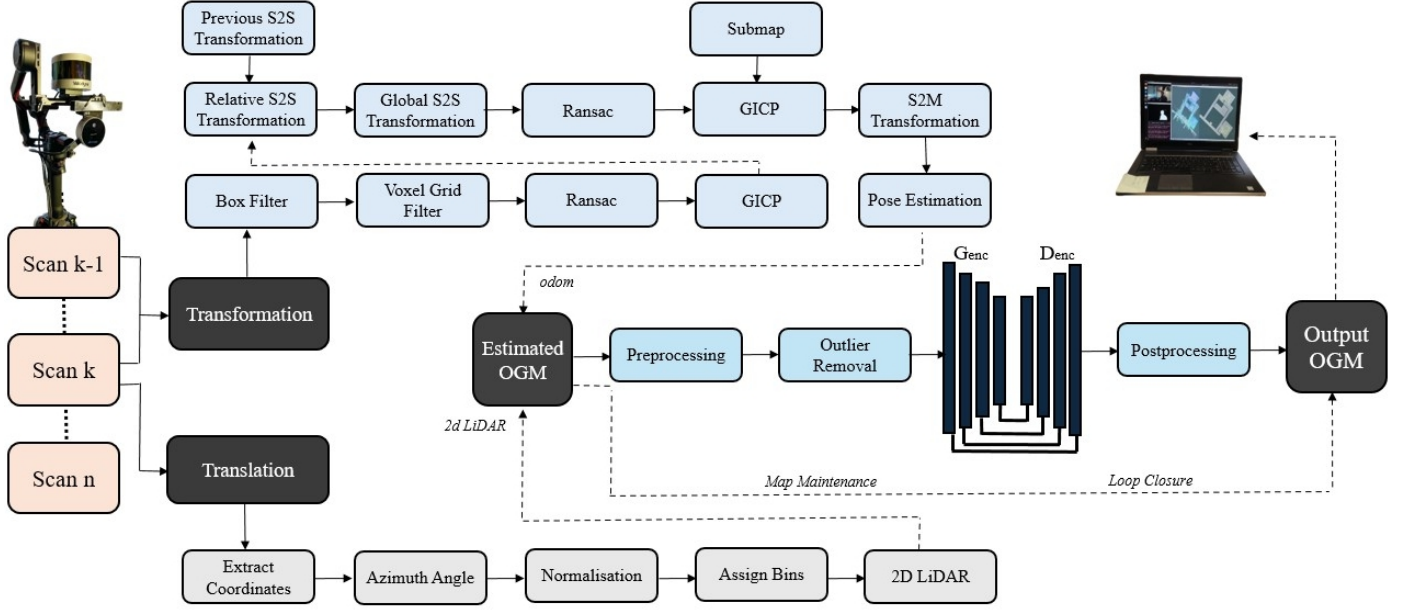 Previous S2S
Transformation
Submap
Relative S2S
Transformation
Global S2S
Transformation
Ransac
GICP
S2M
Transformation
Box Filter
Voxel Grid
Filter
Ransac
GICP
Pose Estimation
Scan k-1
Scan k
Scan n
Transformation
Translation
odom
Estimated
OGM
2d LiDAR
Preprocessing
Outlier
Removal
Genc
Denc
Postprocessing
Output
OGM
Map Maintenance
Loop Closure
Extract
Coordinates
Azimuth Angle
Normalisation
Assign Bins
2D LiDAR